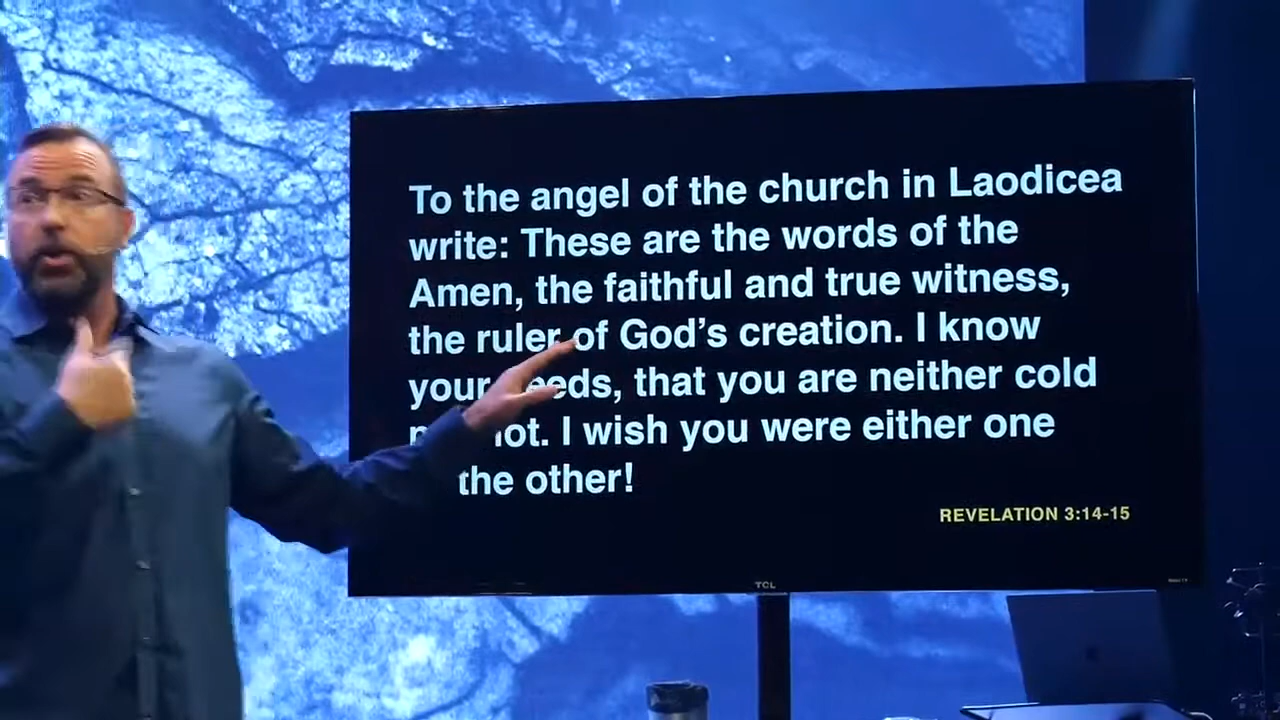 To the angel of the church in Laodicea
write: These are the words of the
Amen, the faithful and true witness,
the ruler of God's creation. I know
your eeds, that you are neither cold
n ot. I wish you were either one
the other!
REVELATION 3:14-15
TCL